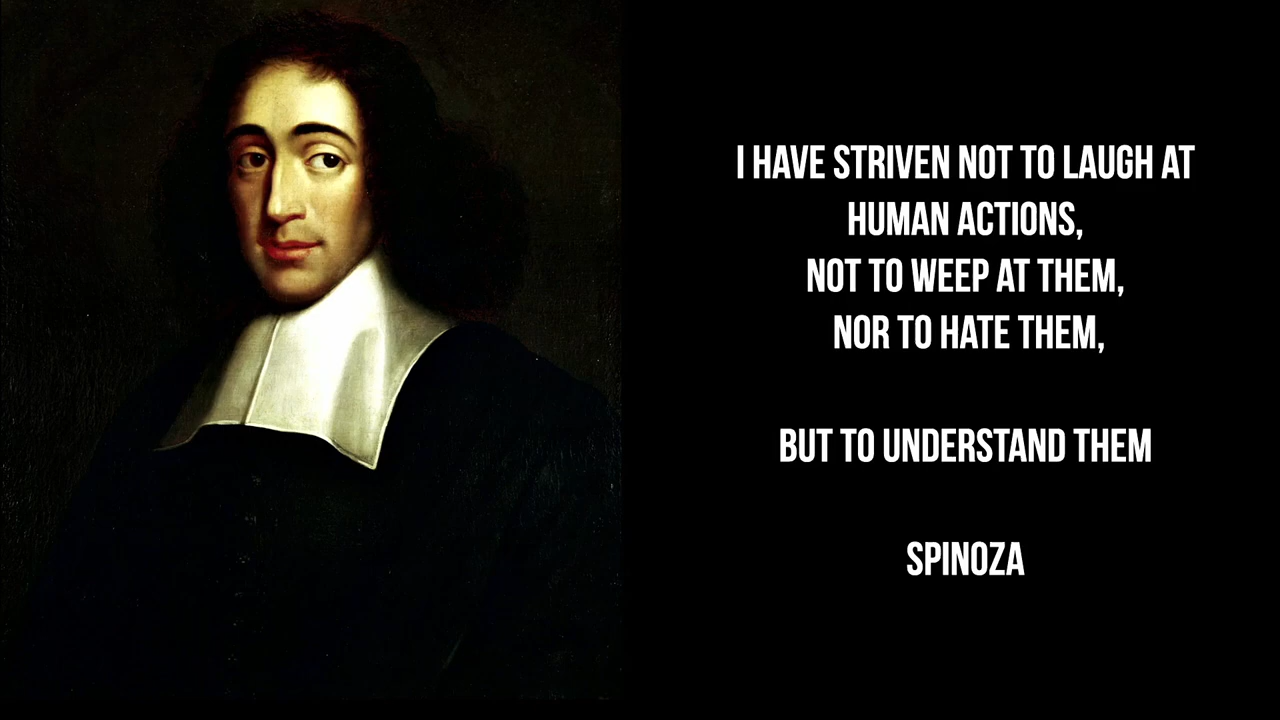 I HAVE STRIVEN NOT TO LAUGH AT
HUMAN ACTIONS,
NOT TO WEEP AT THEM,
NOR TO HATE THEM,
BUT TO UNDERSTAND THEM
SPINOZA